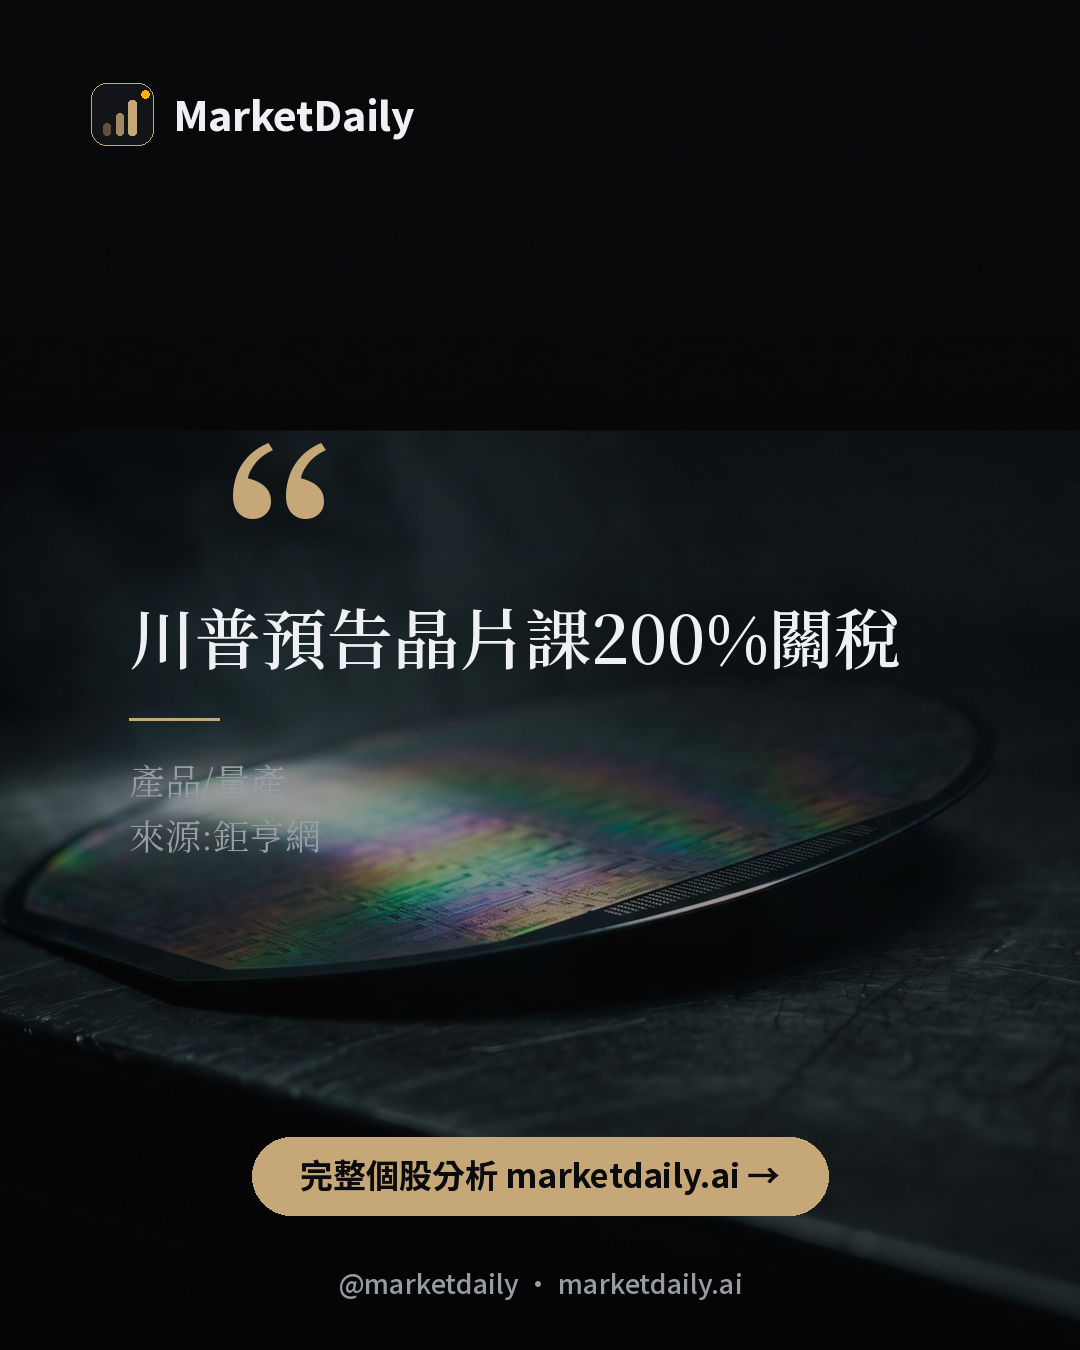 MarketDaily
“
川普預告晶片課200%關稅
產品/量產
來源:鉅亨網
完整個股分析 marketdaily.ai →
@marketdaily · marketdaily.ai